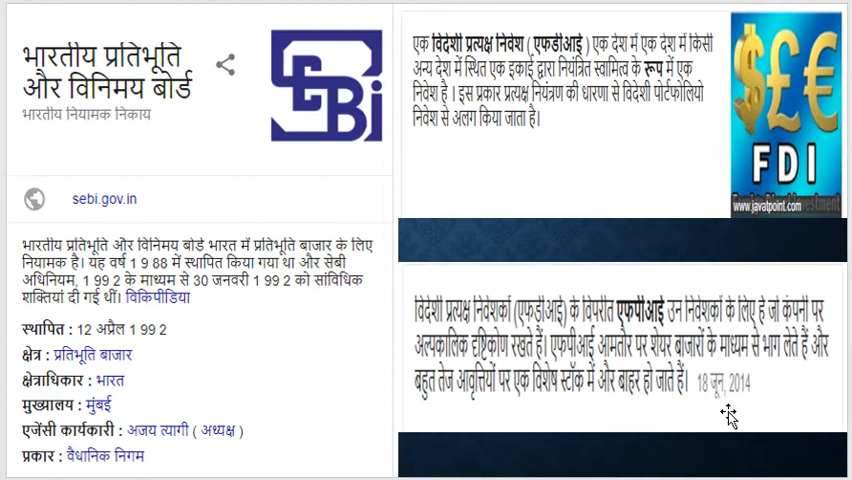 भारतीय प्रतिभूति
और विनिमय बोर्ड
भारतीय नियामक निकाय
SEBi
sebi.gov.in
भारतीय प्रतिभूति और विनिमय बोर्ड भारत में प्रतिभूति बाजार के लिए
नियामक है। यह वर्ष 1 9 88 में स्थापित किया गया था और सेबी
अधिनियम, 1 99 2 के माध्यम से 30 जनवरी 1 99 2 को सांविधिक
शक्तियां दी गई थीं। विकिपीडिया
स्थापित : 12 अप्रैल 1 99 2
क्षेत्र : प्रतिभूति बाजार
क्षेत्राधिकार : भारत
मुख्यालय : मुंबई
एजेंसी कार्यकारी : अजय त्यागी ( अध्यक्ष )
प्रकार : वैधानिक निगम
एक विदेशी प्रत्यक्ष निवेश ( एफडीआई ) एक देश में एक देश में किसी
अन्य देश में स्थित एक इकाई द्वारा नियंत्रित स्वामित्व के रूप में एक
निवेश है । इस प्रकार प्रत्यक्ष नियंत्रण की धारणा से विदेशी पोर्टफोलियो
निवेश से अलग किया जाता है।
$£€
FDI
www.javatpoint.com
विदेशी प्रत्यक्ष निवेशकों (एफडीआई) के विपरीत एफपीआई उन निवेशकों के लिए है जो कंपनी पर
अल्पकालिक दृष्टिकोण रखते हैं। एफपीआई आमतौर पर शेयर बाजारों के माध्यम से भाग लेते हैं और
बहुत तेज आवृत्तियों पर एक विशेष स्टॉक में और बाहर हो जाते हैं। 18 जून, 2014